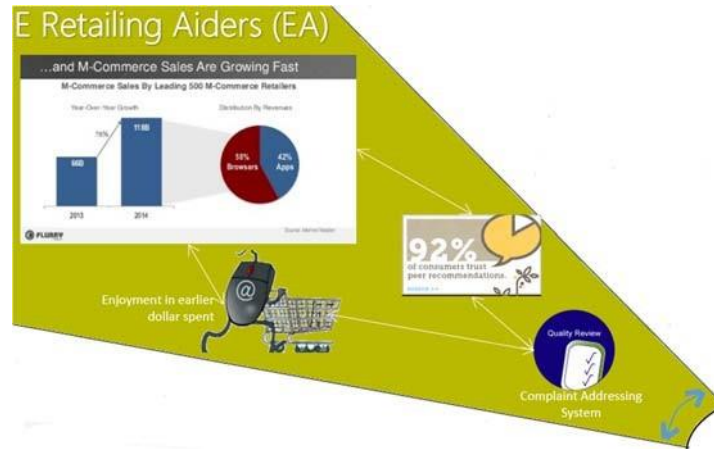 E Retailing Aiders (EA)
...and M-Commerce Sales Are Growing Fast
M-Commerce Sales By Leading 500 M-Commerce Retailers
Year-Over-Year Growth
Distribution By Revenues
76%
66B
118B
58%
Browsers
42%
Apps
2013
2014
FLURRY
Source:
92%
of consumers trust
peer recommendations.
@
Enjoyment in earlier
dollar spent
Quality Review
Complaint Addressing
System